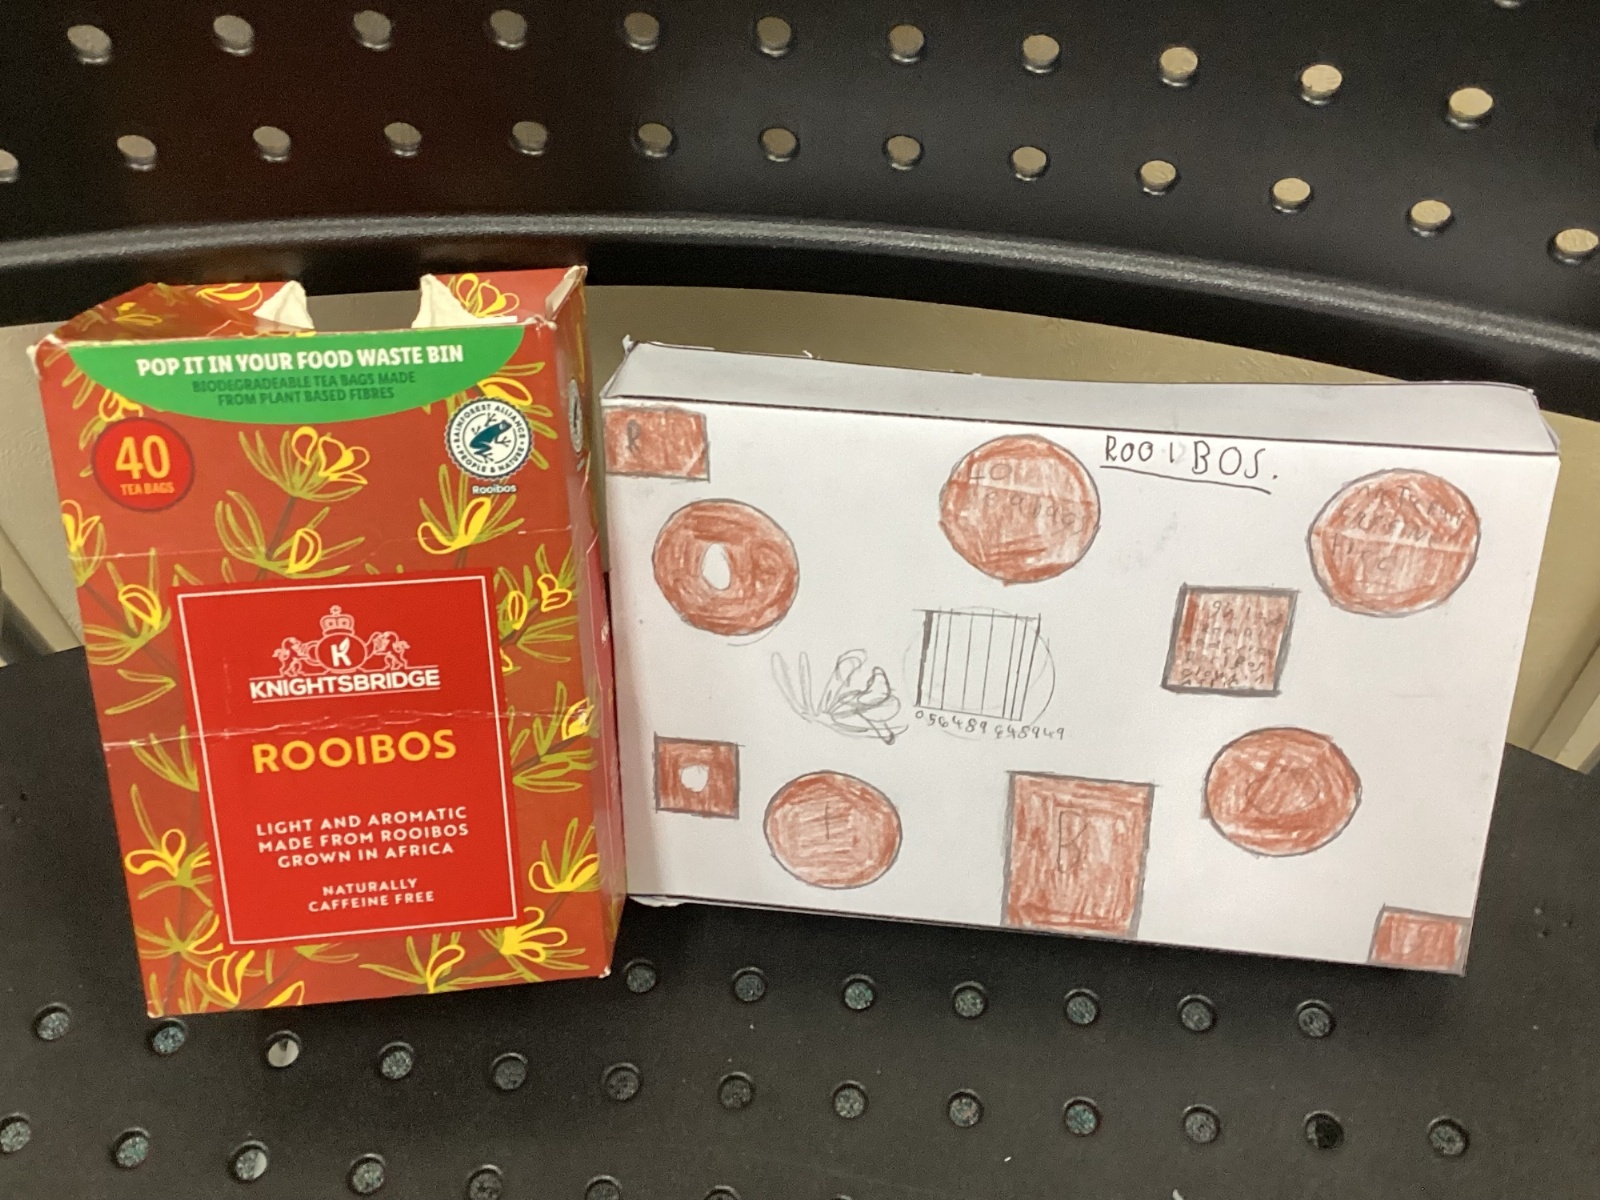 POP IT IN YOUR FOOD WASTE BIN
BIODEGRADEABLE TEA BAGS MADE
FROM PLANT BASED FIBRES
40
TEA BAGS
RAINFOREST ALLIANCE
PEOPLE & NATURE
Rooibos
K
KNIGHTSBRIDGE
ROOIBOS
LIGHT AND AROMATIC
MADE FROM ROOIBOS
GROWN IN AFRICA
NATURALLY
CAFFEINE FREE
ROOIBOS.
R
40
B